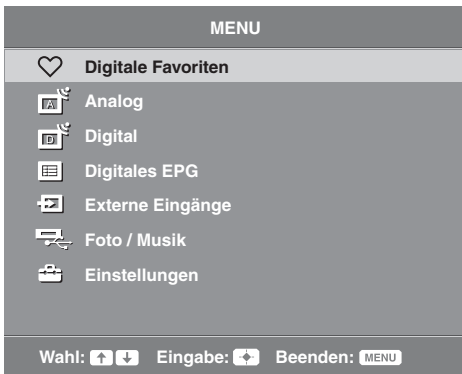 MENU
Digitale Favoriten
A Analog
D Digital
Digitales EPG
Externe Eingänge
Foto / Musik
Einstellungen
Wahl: ↑ ↓ Eingabe: Beenden: MENU